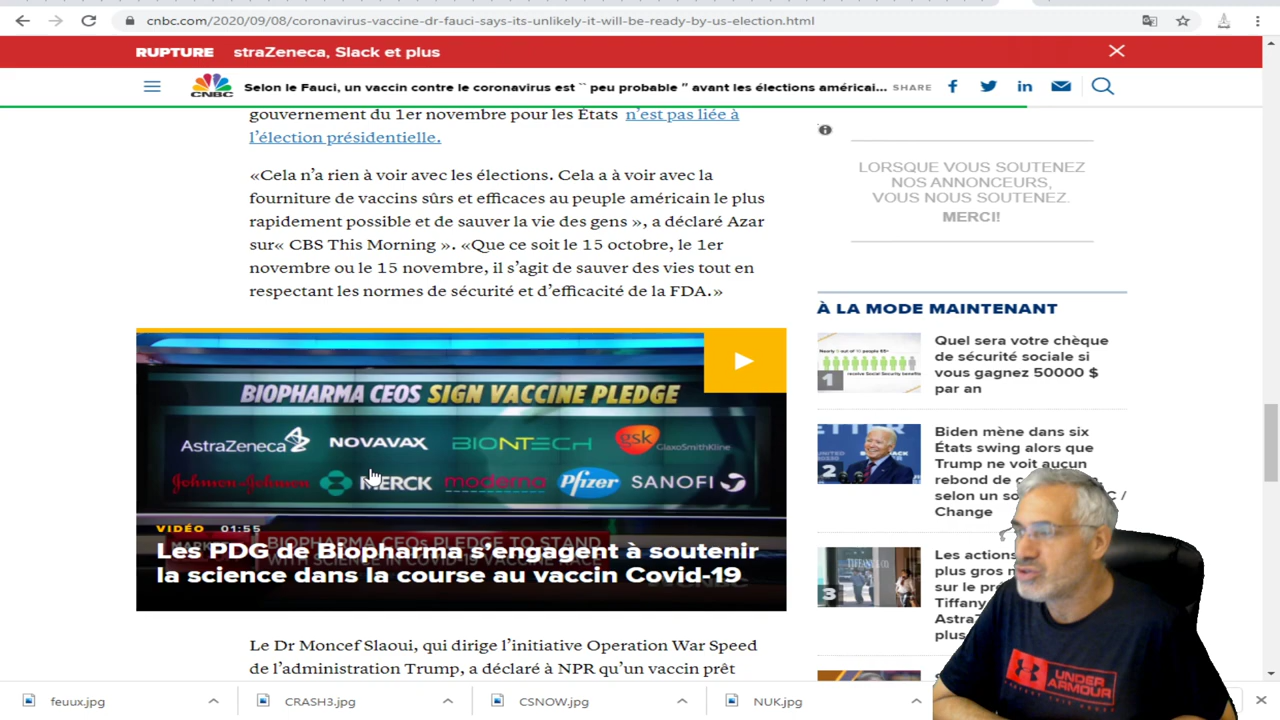 cnbc.com/2020/09/08/coronavirus-vaccine-dr-fauci-says-its-unlikely-it-will-be-ready-by-us-election.html
RUPTURE straZeneca, Slack et plus
CNBC
Selon le Fauci, un vaccin contre le coronavirus est `` peu probable '' avant les élections américai...
SHARE
gouvernement du 1er novembre pour les États n'est pas liée à
l'élection présidentielle.
«Cela n'a rien à voir avec les élections. Cela a à voir avec la
fourniture de vaccins sûrs et efficaces au peuple américain le plus
rapidement possible et de sauver la vie des gens », a déclaré Azar
sur« CBS This Morning ». «Que ce soit le 15 octobre, le 1er
novembre ou le 15 novembre, il s'agit de sauver des vies tout en
respectant les normes de sécurité et d'efficacité de la FDA.»
BIOPHARMA CEOS SIGN VACCINE PLEDGE
AstraZeneca NOVAVAX BIONTECH gsk GlaxoSmithKline
Johnson & Johnson MERCK moderna Pfizer SANOFI
VIDÉO 01:55
BIOPHARMA CEOs PLEDGE TO STAND
WITH SCIENCE IN COVID-19 VACCINE RACE
Les PDG de Biopharma s'engagent à soutenir
la science dans la course au vaccin Covid-19
Le Dr Moncef Slaoui, qui dirige l'initiative Operation War Speed
de l'administration Trump, a déclaré à NPR qu'un vaccin prêt
LORSQUE VOUS SOUTENEZ
NOS ANNONCEURS,
VOUS NOUS SOUTENEZ.
MERCI!
À LA MODE MAINTENANT
1
Quel sera votre chèque
de sécurité sociale si
vous gagnez 50000 $
par an
2
Biden mène dans six
États swing alors que
Trump ne voit aucun
rebond de
selon un
Change
3
Les actions
plus gros
sur le
Tiffany
Astra
plus
UNDER ARMOUR
feuux.jpg
CRASH3.jpg
CSNOW.jpg
NUK.jpg